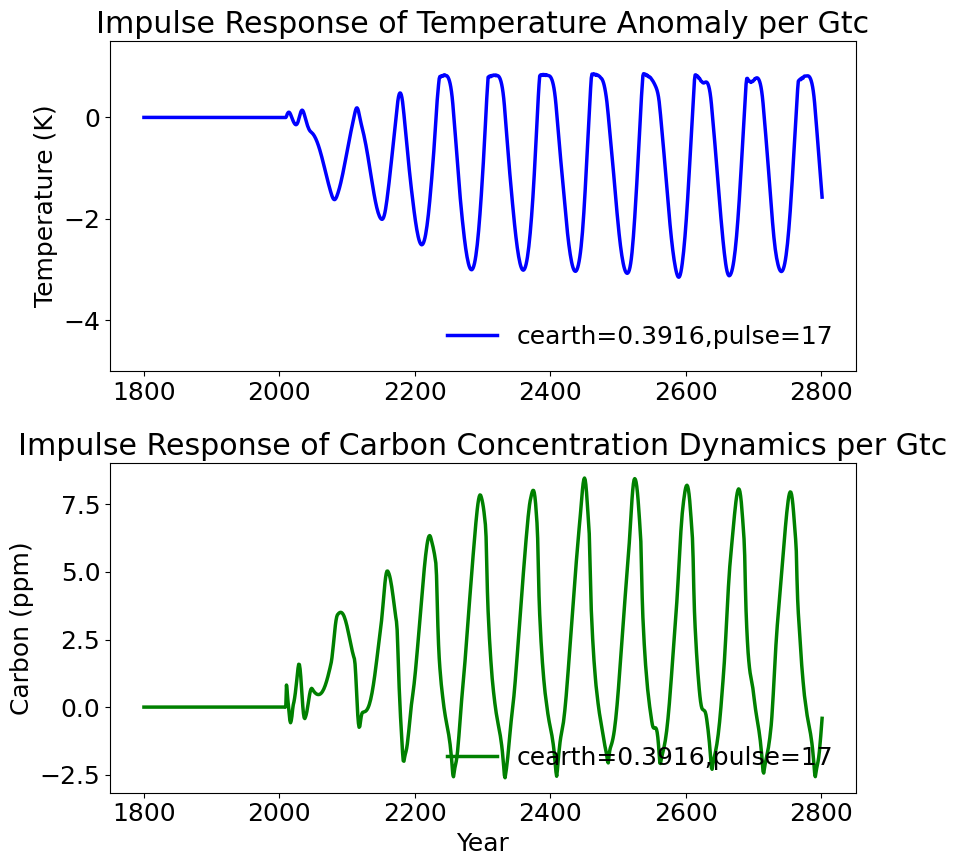 Impulse Response of Temperature Anomaly per Gtc
Temperature (K)
0
−2
−4
cearth=0.3916,pulse=17
1800 2000 2200 2400 2600 2800
Impulse Response of Carbon Concentration Dynamics per Gtc
Carbon (ppm)
7.5
5.0
2.5
0.0
−2.5
cearth=0.3916,pulse=17
1800 2000 2200 2400 2600 2800
Year